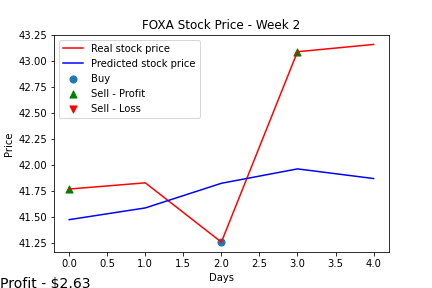 FOXA Stock Price - Week 2
43.25
43.00
42.75
42.50
42.25
42.00
41.75
41.50
41.25
Price
Real stock price
Predicted stock price
Buy
Sell - Profit
Sell - Loss
0.0 0.5 1.0 1.5 2.0 2.5 3.0 3.5 4.0
Days
Profit - $2.63